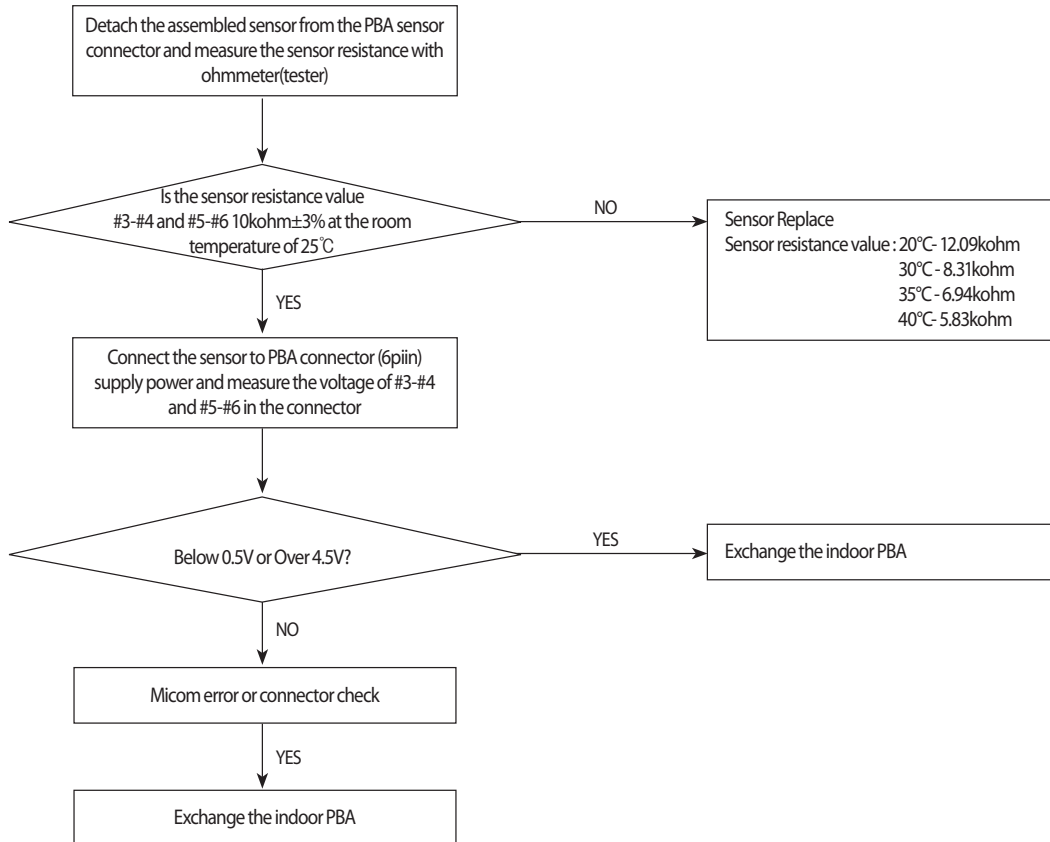 Detach the assembled sensor from the PBA sensor
connector and measure the sensor resistance with
ohmmeter(tester)
Is the sensor resistance value
#3-#4 and #5-#6 10kohm±3% at the room
temperature of 25℃
NO
Sensor Replace
Sensor resistance value : 20°C- 12.09kohm
30°C - 8.31kohm
35°C - 6.94kohm
40°C- 5.83kohm
YES
Connect the sensor to PBA connector (6piin)
supply power and measure the voltage of #3-#4
and #5-#6 in the connector
Below 0.5V or Over 4.5V?
YES
Exchange the indoor PBA
NO
Micom error or connector check
YES
Exchange the indoor PBA